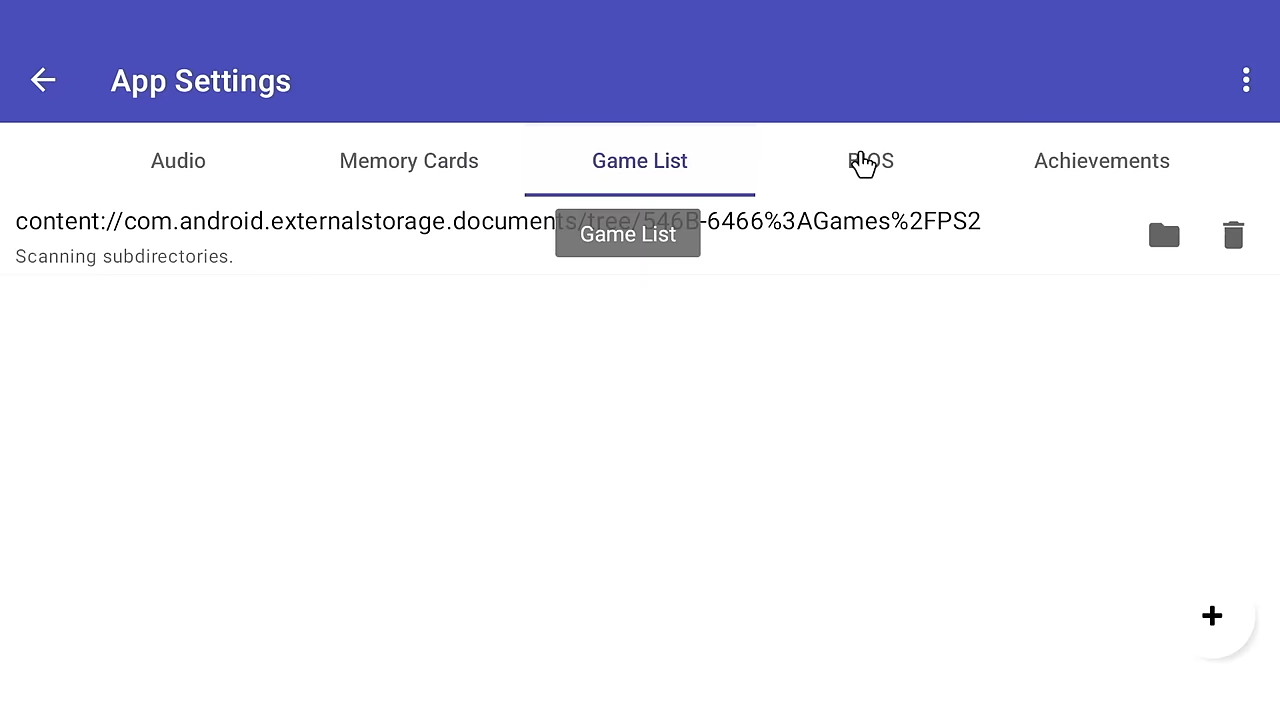 App Settings
Audio
Memory Cards
Game List
BIOS
Achievements
content://com.android.externalstorage.documents/tree/546B-6466%3AGames%2FPS2
Game List
Scanning subdirectories.